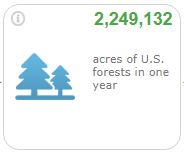 2,249,132
acres of U.S.
forests in one
year